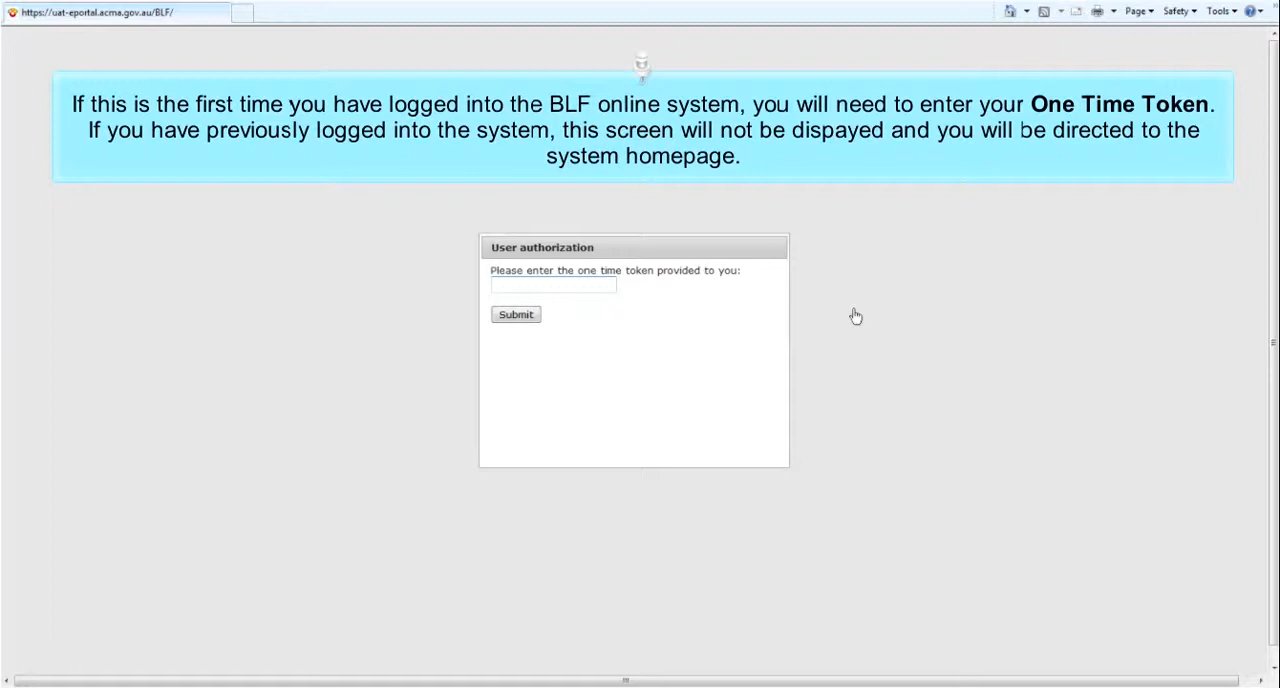 https://uat-eportal.acma.gov.au/BLF/
Page
Safety
Tools
If this is the first time you have logged into the BLF online system, you will need to enter your One Time Token.
If you have previously logged into the system, this screen will not be dispayed and you will be directed to the
system homepage.
User authorization
Please enter the one time token provided to you:
Submit